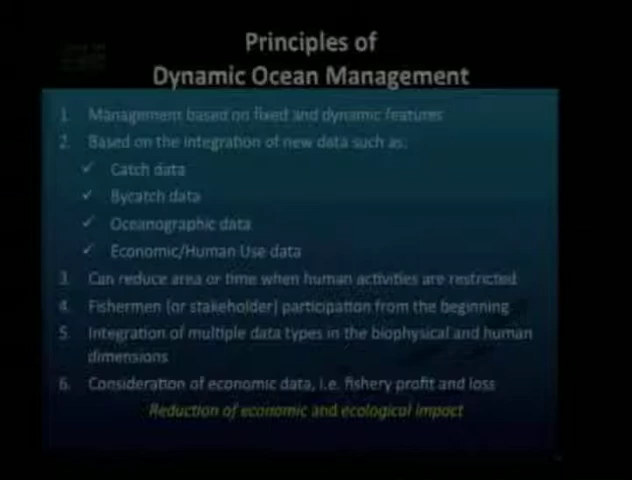 Principles of
Dynamic Ocean Management
1. Management based on fixed and dynamic features
2. Based on the integration of new data such as:
✓ Catch data
✓ Bycatch data
✓ Oceanographic data
✓ Economic/Human Use data
3. Can reduce area or time when human activities are restricted
4. Fishermen (or stakeholder) participation from the beginning
5. Integration of multiple data types in the biophysical and human
dimensions
6. Consideration of economic data, i.e. fishery profit and loss
Reduction of economic and ecological impact